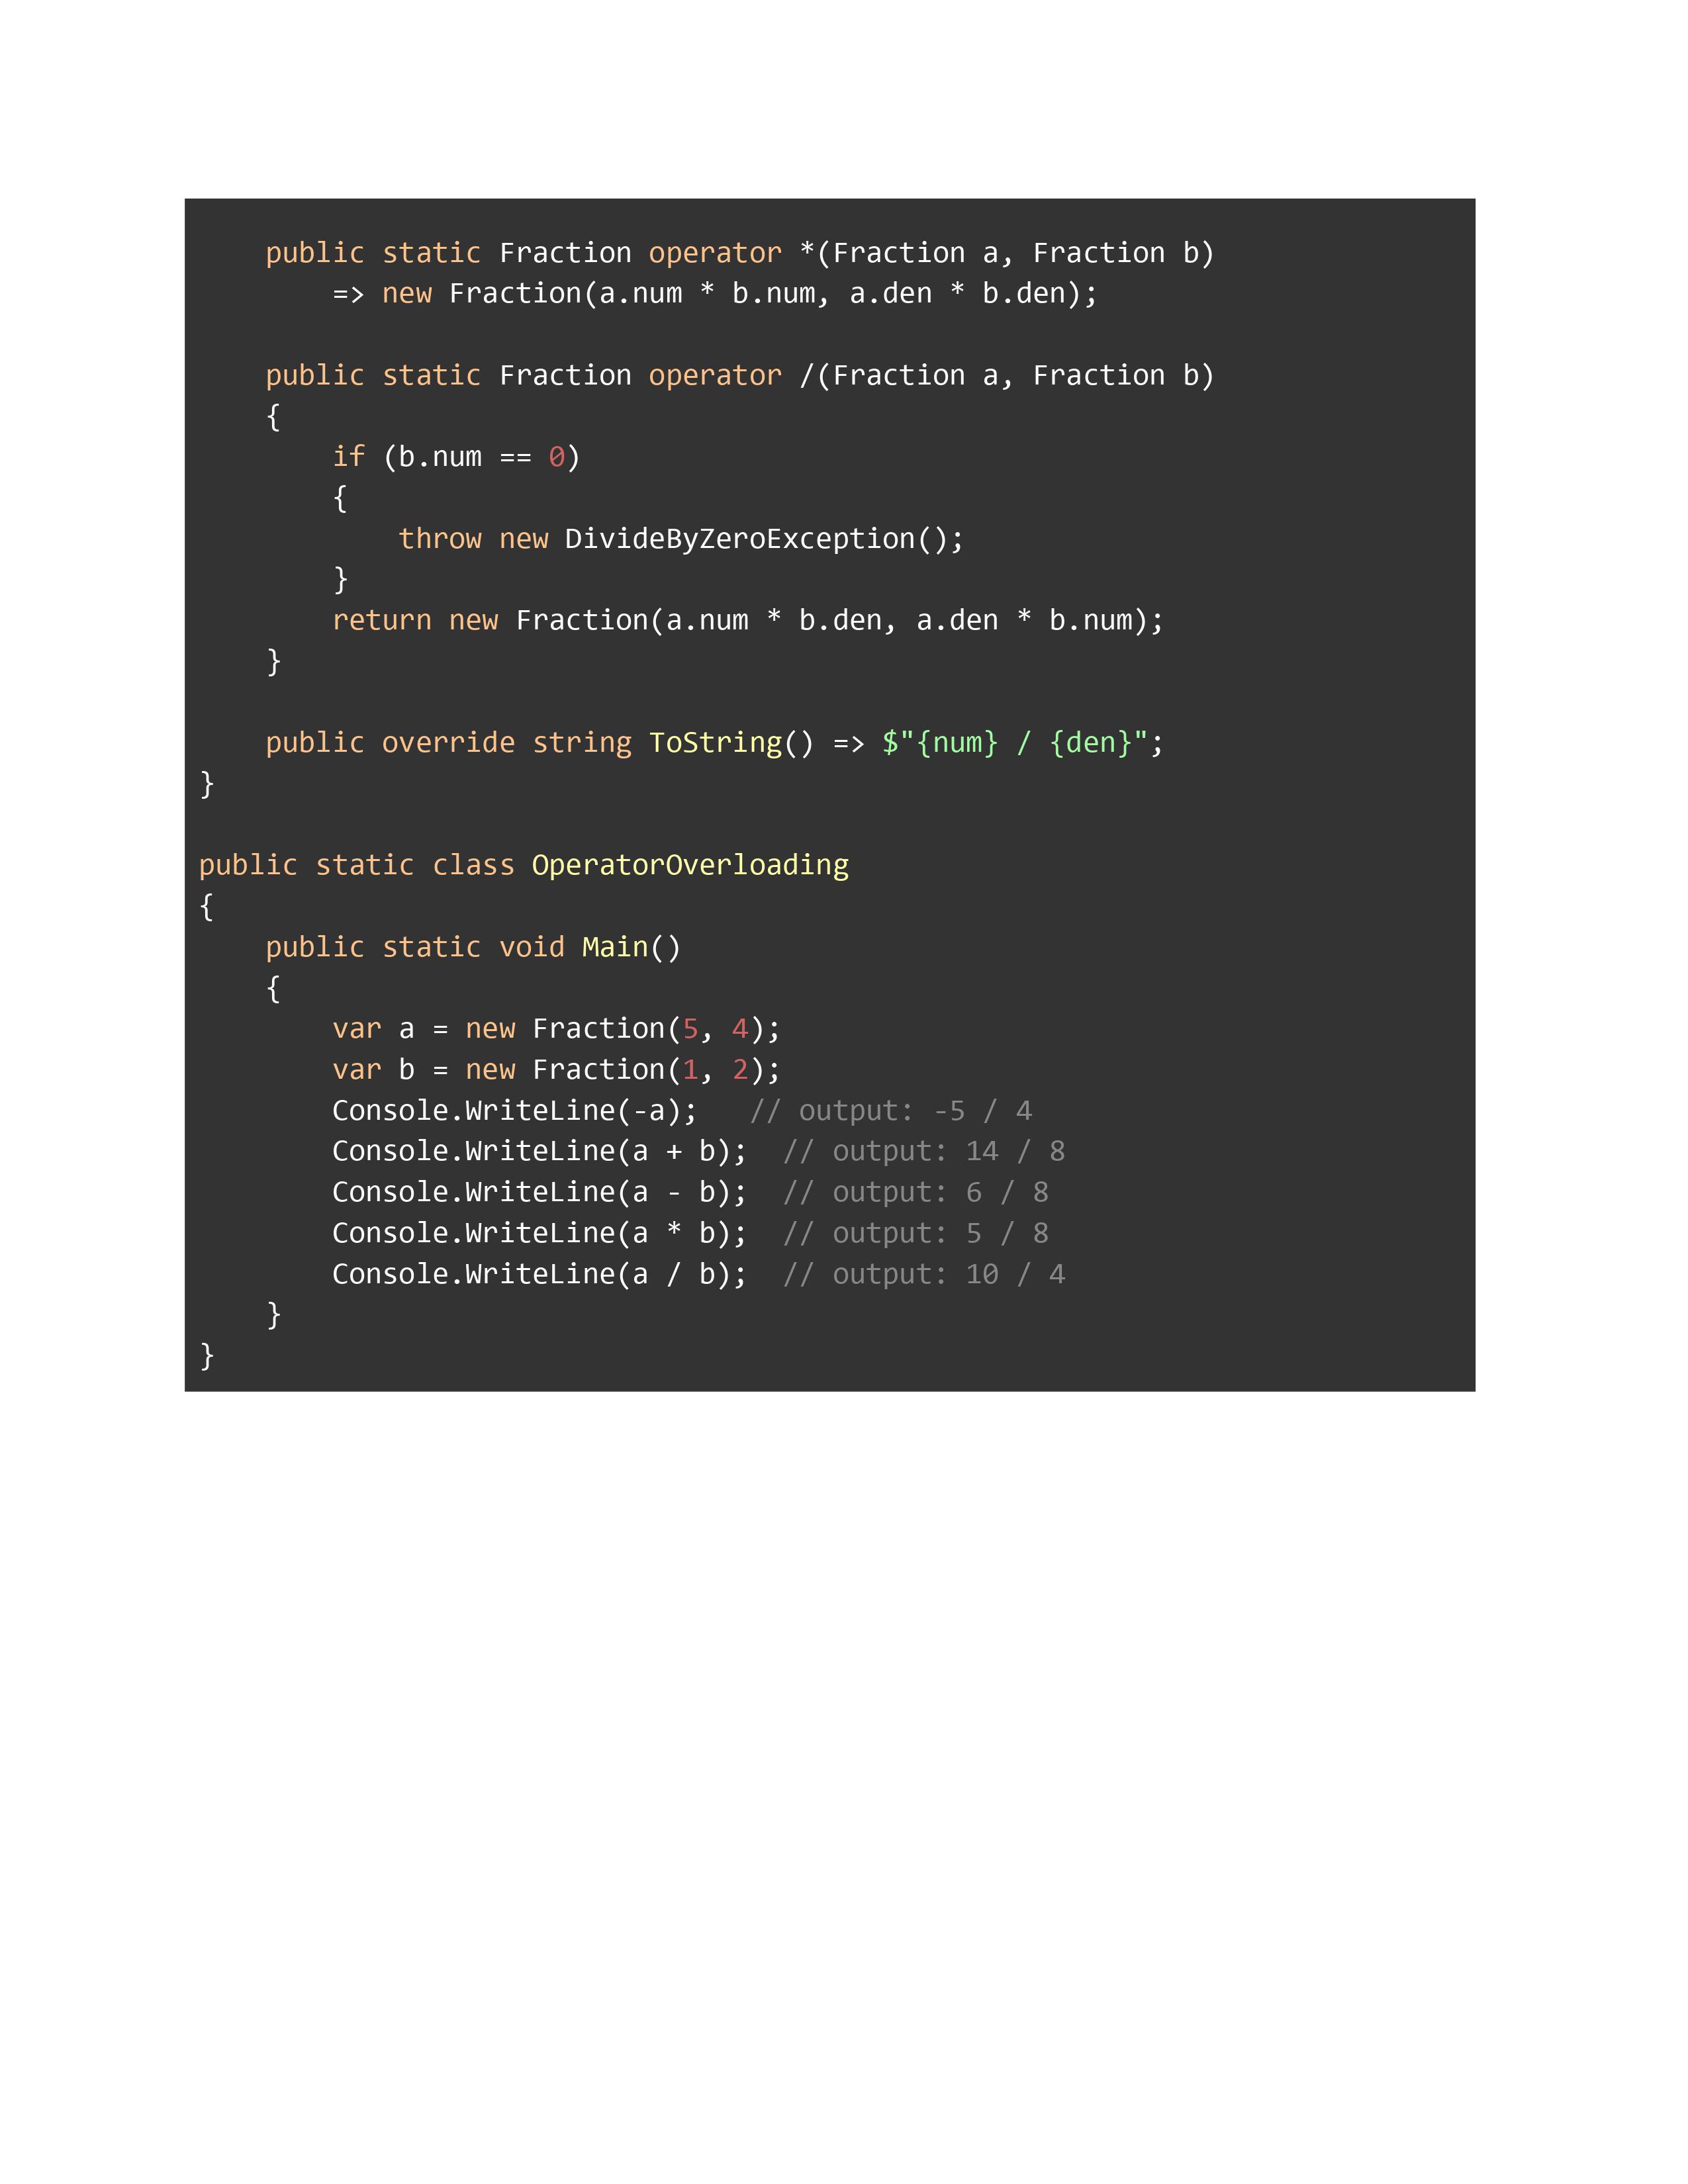 public static Fraction operator *(Fraction a, Fraction b)
        => new Fraction(a.num * b.num, a.den * b.den);

    public static Fraction operator /(Fraction a, Fraction b)
    {
        if (b.num == 0)
        {
            throw new DivideByZeroException();
        }
        return new Fraction(a.num * b.den, a.den * b.num);
    }

    public override string ToString() => $"{num} / {den}";
}

public static class OperatorOverloading
{
    public static void Main()
    {
        var a = new Fraction(5, 4);
        var b = new Fraction(1, 2);
        Console.WriteLine(-a);   // output: -5 / 4
        Console.WriteLine(a + b);  // output: 14 / 8
        Console.WriteLine(a - b);  // output: 6 / 8
        Console.WriteLine(a * b);  // output: 5 / 8
        Console.WriteLine(a / b);  // output: 10 / 4
    }
}